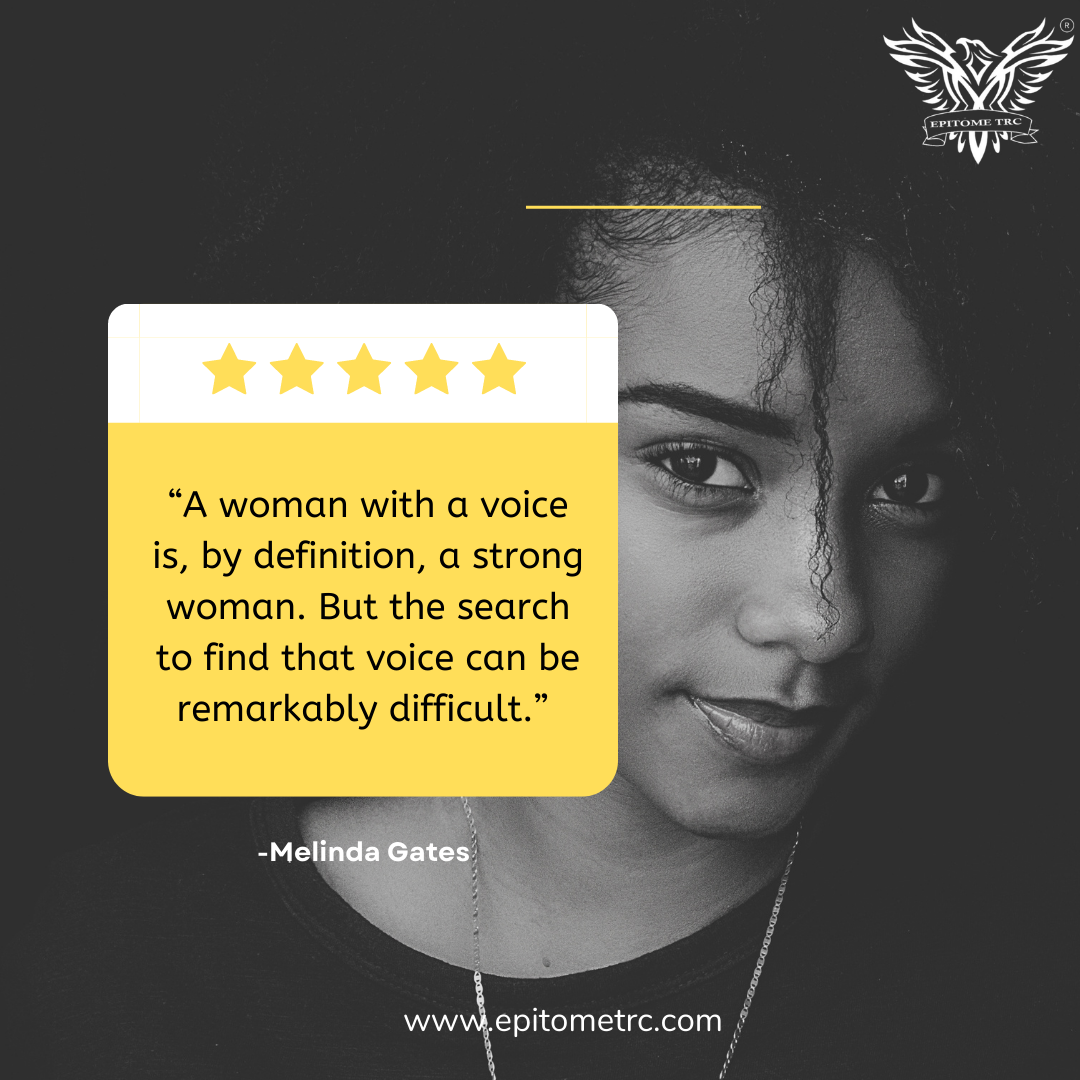 ®
EPITOME TRC
“A woman with a voice
is, by definition, a strong
woman. But the search
to find that voice can be
remarkably difficult.”
-Melinda Gates
www.epitometrc.com